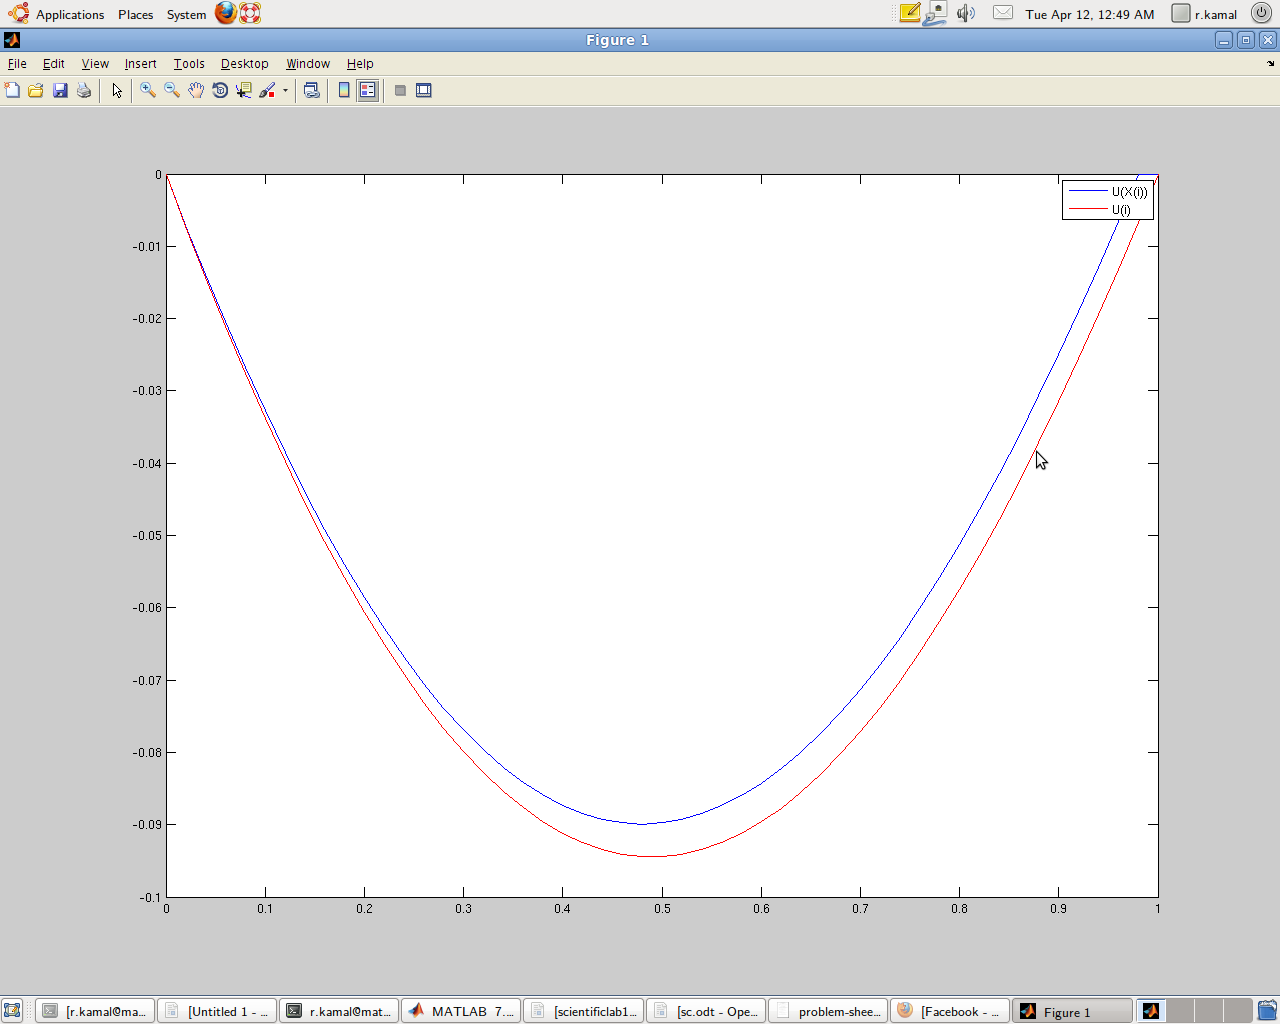 Applications Places System Tue Apr 12, 12:49 AM r.kamal
Figure 1
File Edit View Insert Tools Desktop Window Help
0
-0.01
-0.02
-0.03
-0.04
-0.05
-0.06
-0.07
-0.08
-0.09
-0.1
U(X(i))
U(i)
0 0.1 0.2 0.3 0.4 0.5 0.6 0.7 0.8 0.9 1
[r.kamal@ma... [Untitled 1 - ... r.kamal@mat... MATLAB 7.... [scientificlab1... [sc.odt - Ope... problem-shee... [Facebook - ... Figure 1